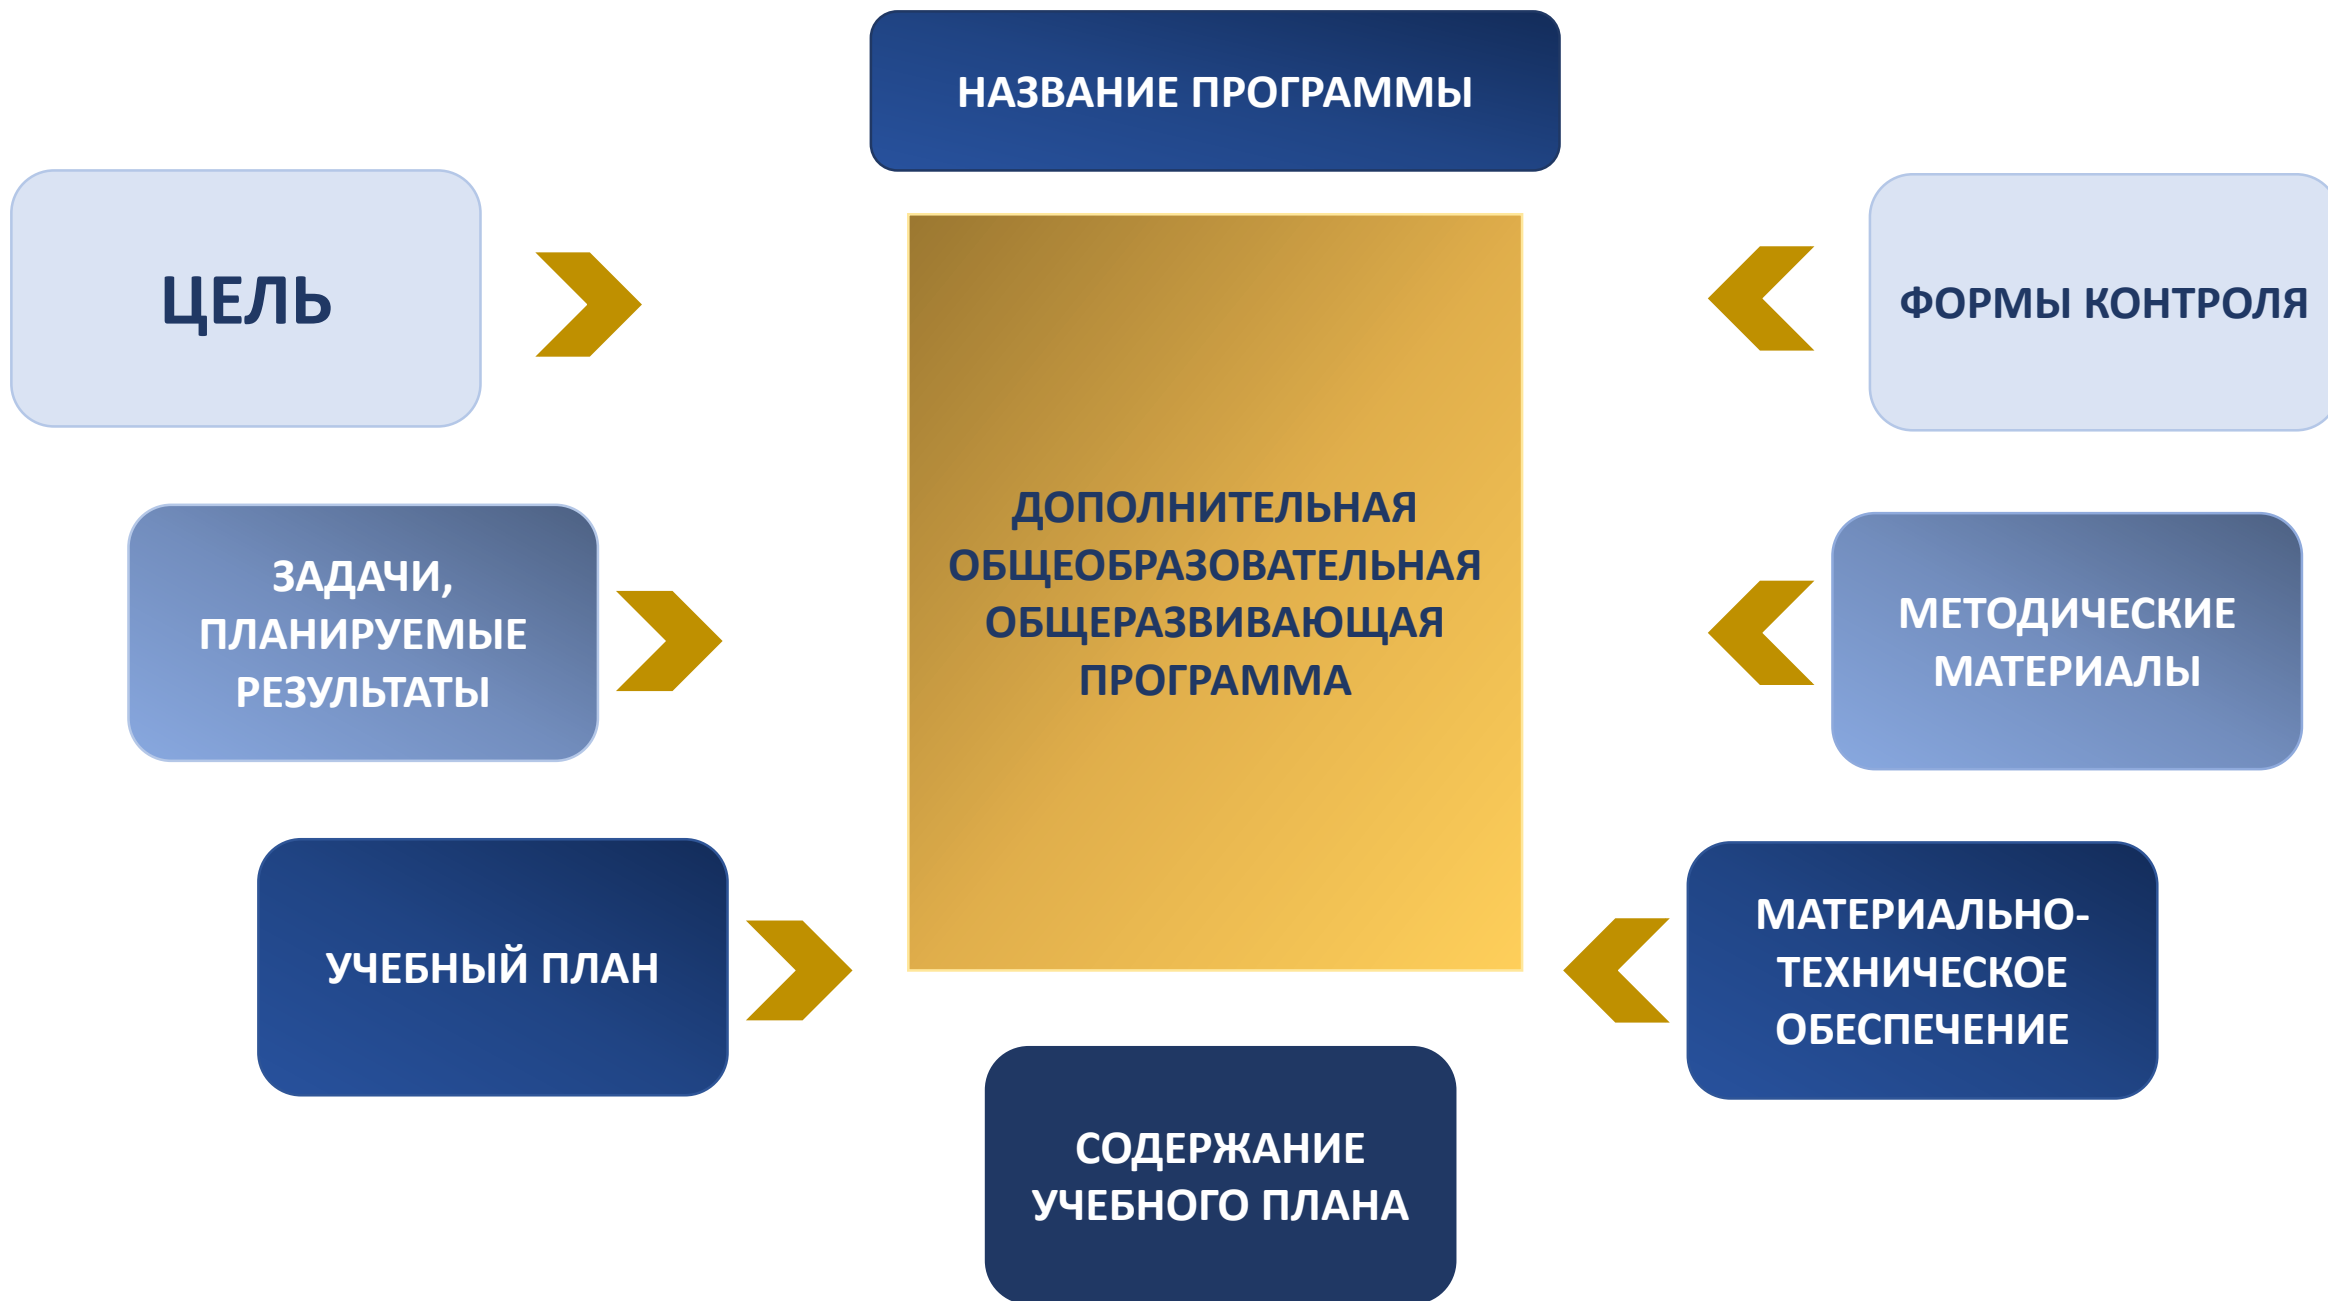 НАЗВАНИЕ ПРОГРАММЫ
ЦЕЛЬ
ФОРМЫ КОНТРОЛЯ
ДОПОЛНИТЕЛЬНАЯ
ОБЩЕОБРАЗОВАТЕЛЬНАЯ
ОБЩЕРАЗВИВАЮЩАЯ
ПРОГРАММА
ЗАДАЧИ,
ПЛАНИРУЕМЫЕ
РЕЗУЛЬТАТЫ
МЕТОДИЧЕСКИЕ
МАТЕРИАЛЫ
УЧЕБНЫЙ ПЛАН
МАТЕРИАЛЬНО-
ТЕХНИЧЕСКОЕ
ОБЕСПЕЧЕНИЕ
СОДЕРЖАНИЕ
УЧЕБНОГО ПЛАНА